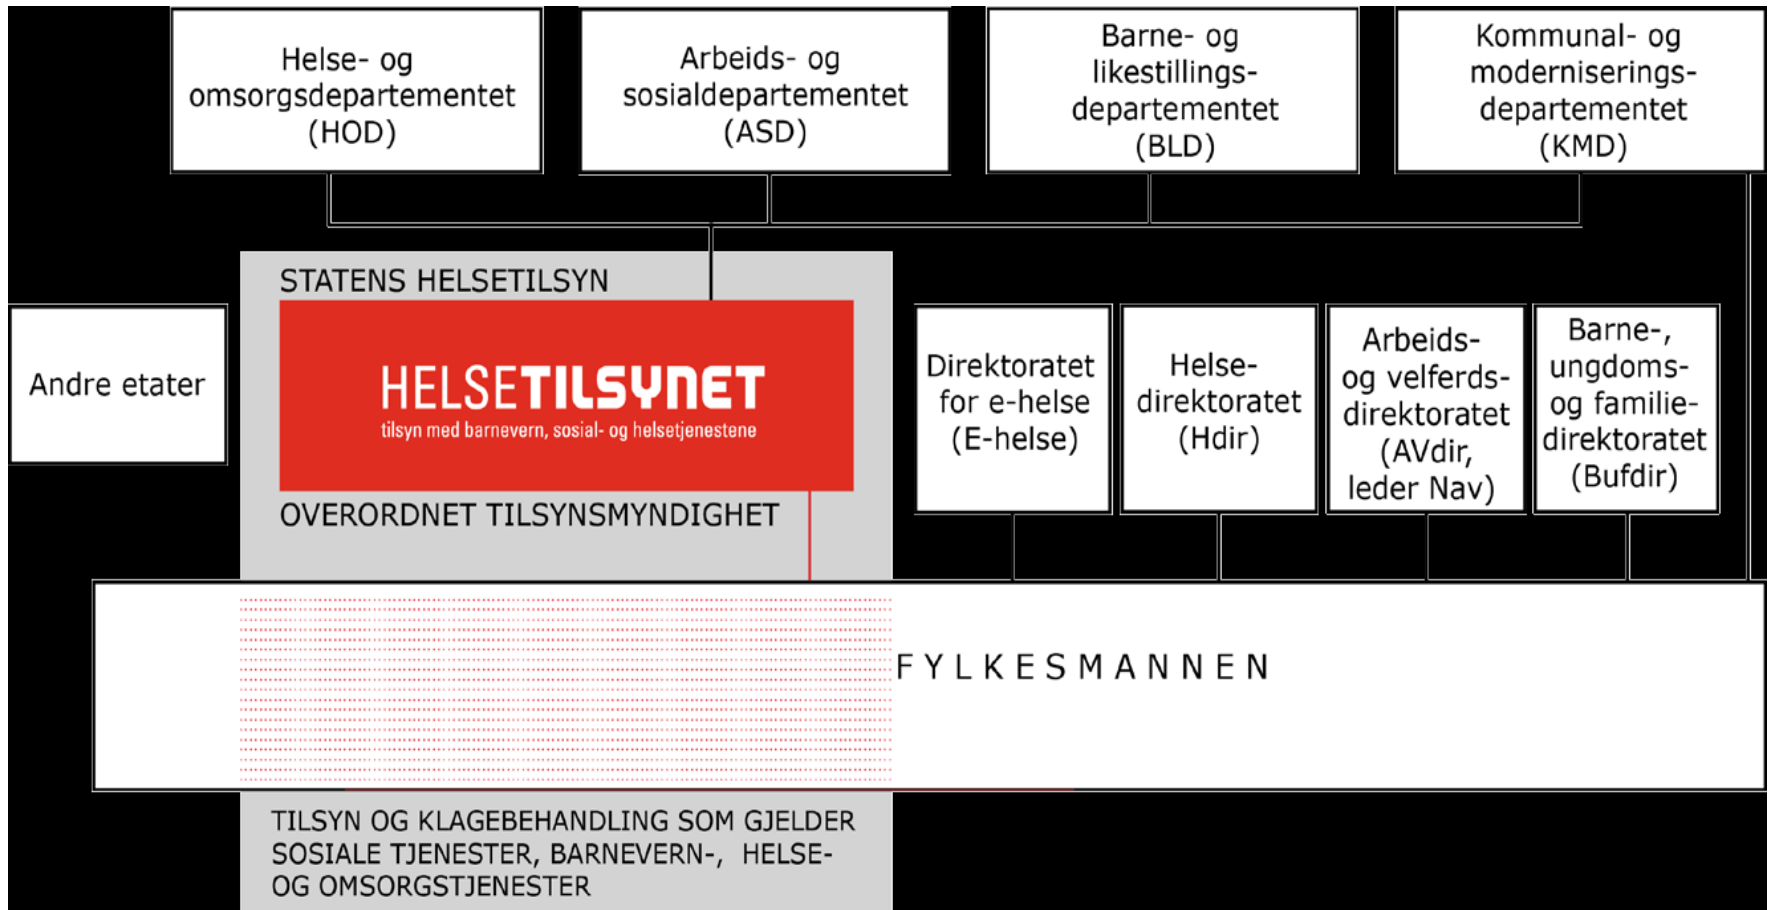 Helse- og
omsorgsdepartementet
(HOD)
Arbeids- og
sosialdepartementet
(ASD)
Barne- og
likestillings-
departementet
(BLD)
Kommunal- og
moderniserings-
departementet
(KMD)
STATENS HELSETILSYN
Andre etater
HELSETILSYNET
tilsyn med barnevern, sosial- og helsetjenestene
OVERORDNET TILSYNSMYNDIGHET
Direktoratet
for e-helse
(E-helse)
Helse-
direktoratet
(Hdir)
Arbeids-
og velferds-
direktoratet
(AVdir,
leder Nav)
Barne-,
ungdoms-
og familie-
direktoratet
(Bufdir)
FYLKESMANNEN
TILSYN OG KLAGEBEHANDLING SOM GJELDER
SOSIALE TJENESTER, BARNEVERN-, HELSE-
OG OMSORGSTJENESTER